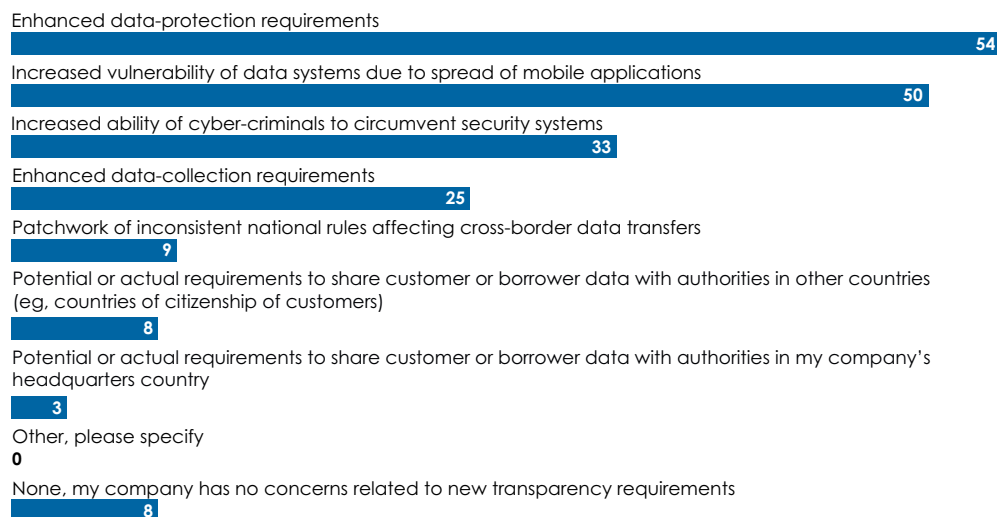 Enhanced data-protection requirements
54
Increased vulnerability of data systems due to spread of mobile applications
50
Increased ability of cyber-criminals to circumvent security systems
33
Enhanced data-collection requirements
25
Patchwork of inconsistent national rules affecting cross-border data transfers
9
Potential or actual requirements to share customer or borrower data with authorities in other countries
(eg, countries of citizenship of customers)
8
Potential or actual requirements to share customer or borrower data with authorities in my company’s
headquarters country
3
Other, please specify
0
None, my company has no concerns related to new transparency requirements
8